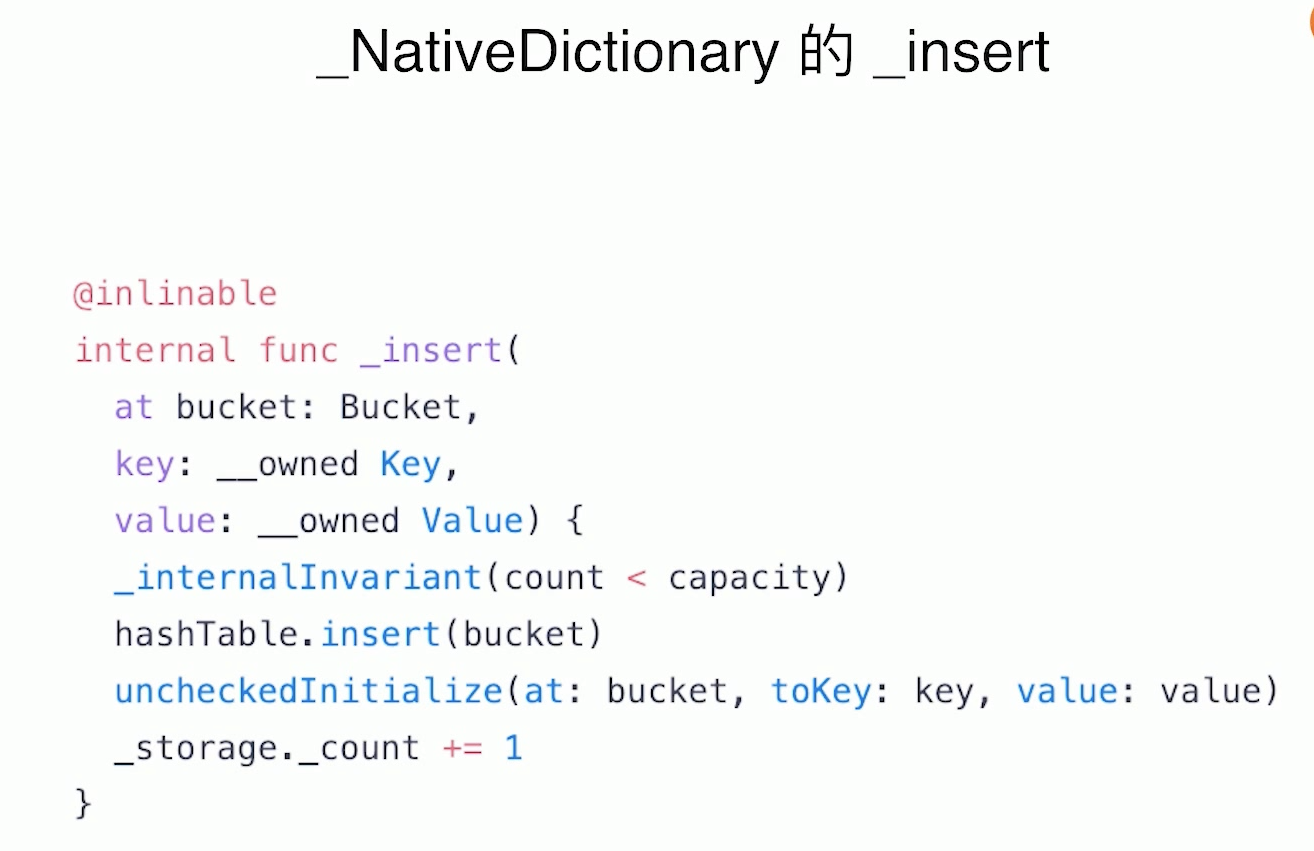 _NativeDictionary 的 _insert
@inlinable
internal func _insert(
at bucket: Bucket,
key: __owned Key,
value: __owned Value) {
_internalInvariant(count < capacity)
hashTable.insert(bucket)
uncheckedInitialize(at: bucket, toKey: key, value: value)
_storage._count += 1
}